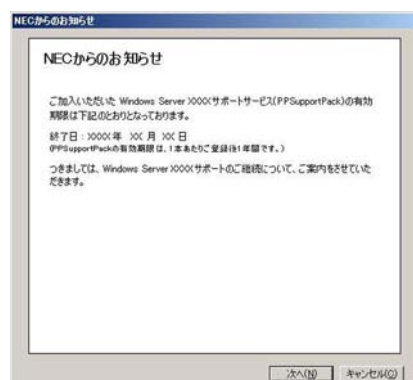 NECからのお知らせ
NECからのお知らせ
ご加入いただいた Windows Server XXXXサポートサービス(PPSupportPack)の有効
期限は下記のとおりとなっております。
終了日：XXXX年 XX 月 XX 日
(PPSupportPackの有効期限は、1本あたりご登録後1年間です。)
つきましては、Windows Server XXXXサポートのご継続について、ご案内をさせていた
だきます。
次へ(N) キャンセル(C)